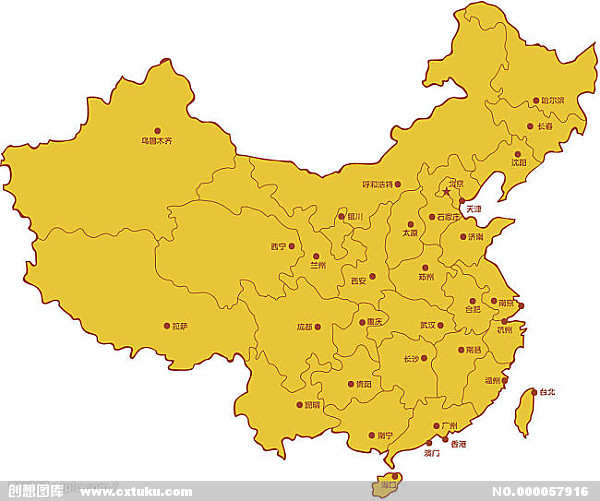 哈尔滨
长春
乌鲁木齐
沈阳
呼和浩特
北京
天津
银川
石家庄
太原
济南
西宁
兰州
西安
郑州
合肥
南京
拉萨
成都
重庆
武汉
杭州
长沙
南昌
贵阳
福州
台北
昆明
广州
南宁
香港
澳门
海口
创想图库 www.cxtuku.com
NO.000057916